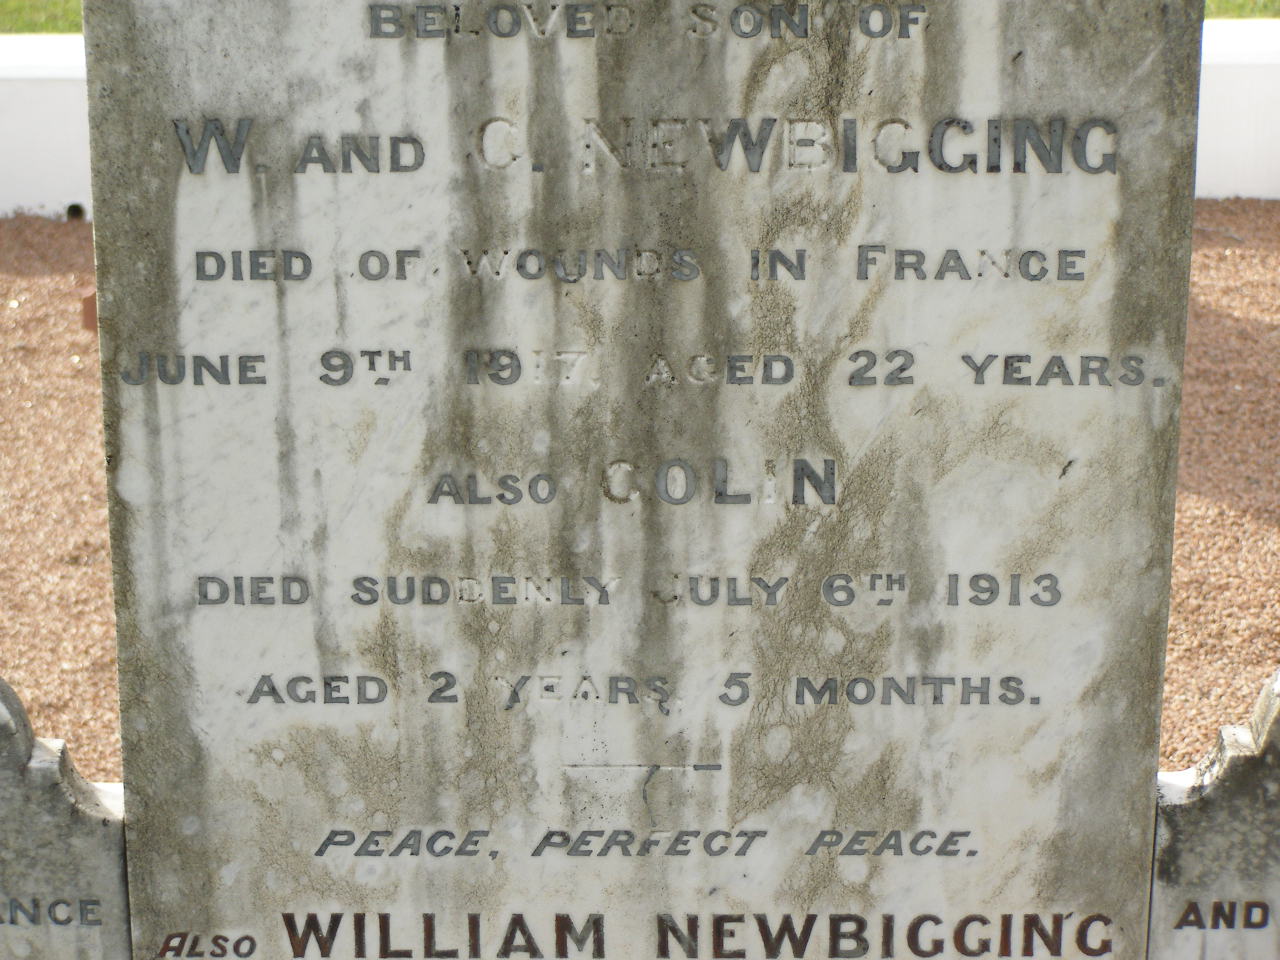 BELOVED SON OF
W. AND C. NEWBIGGING
DIED OF WOUNDS IN FRANCE
JUNE 9TH 1917. AGED 22 YEARS.
ALSO COLIN
DIED SUDDENLY JULY 6TH 1913
AGED 2 YEARS, 5 MONTHS.
PEACE, PERFECT PEACE.
ALSO WILLIAM NEWBIGGING
AND